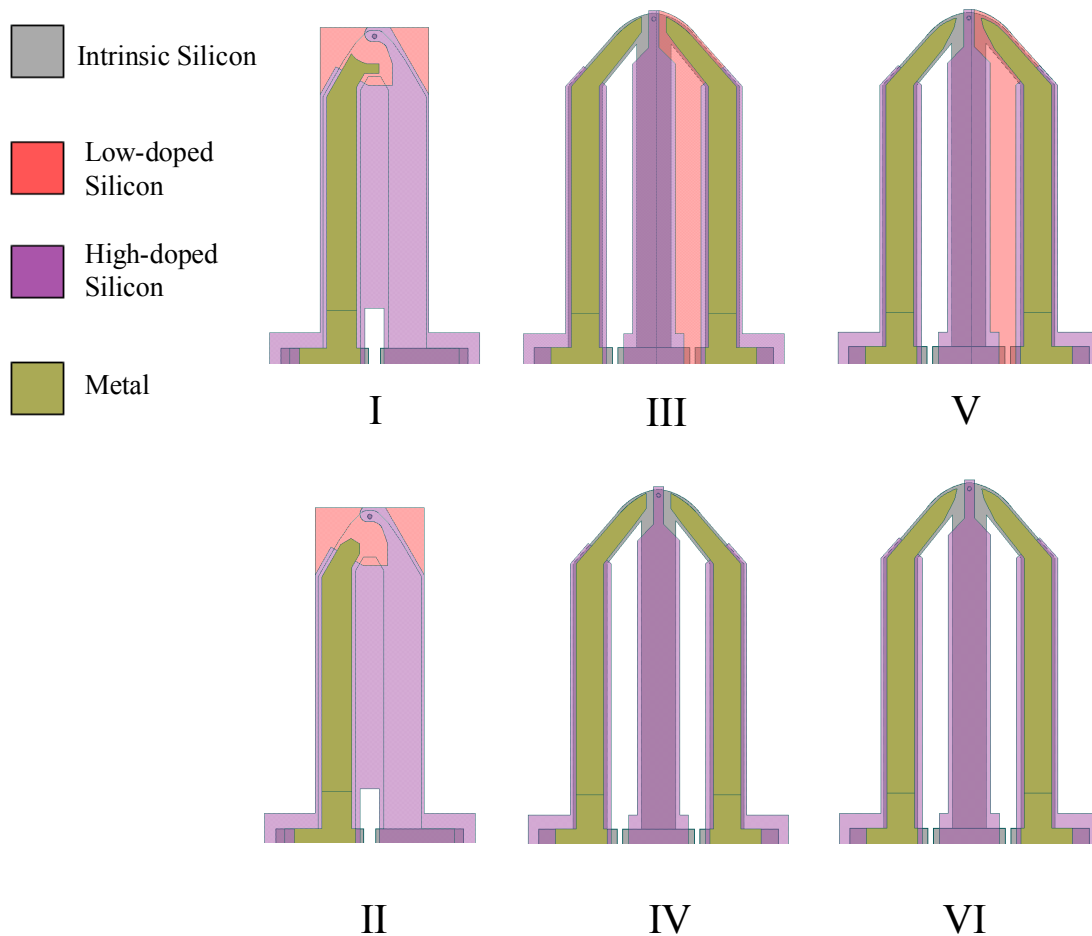 Intrinsic Silicon
Low-doped
Silicon
High-doped
Silicon
Metal
I
III
V
II
IV
VI